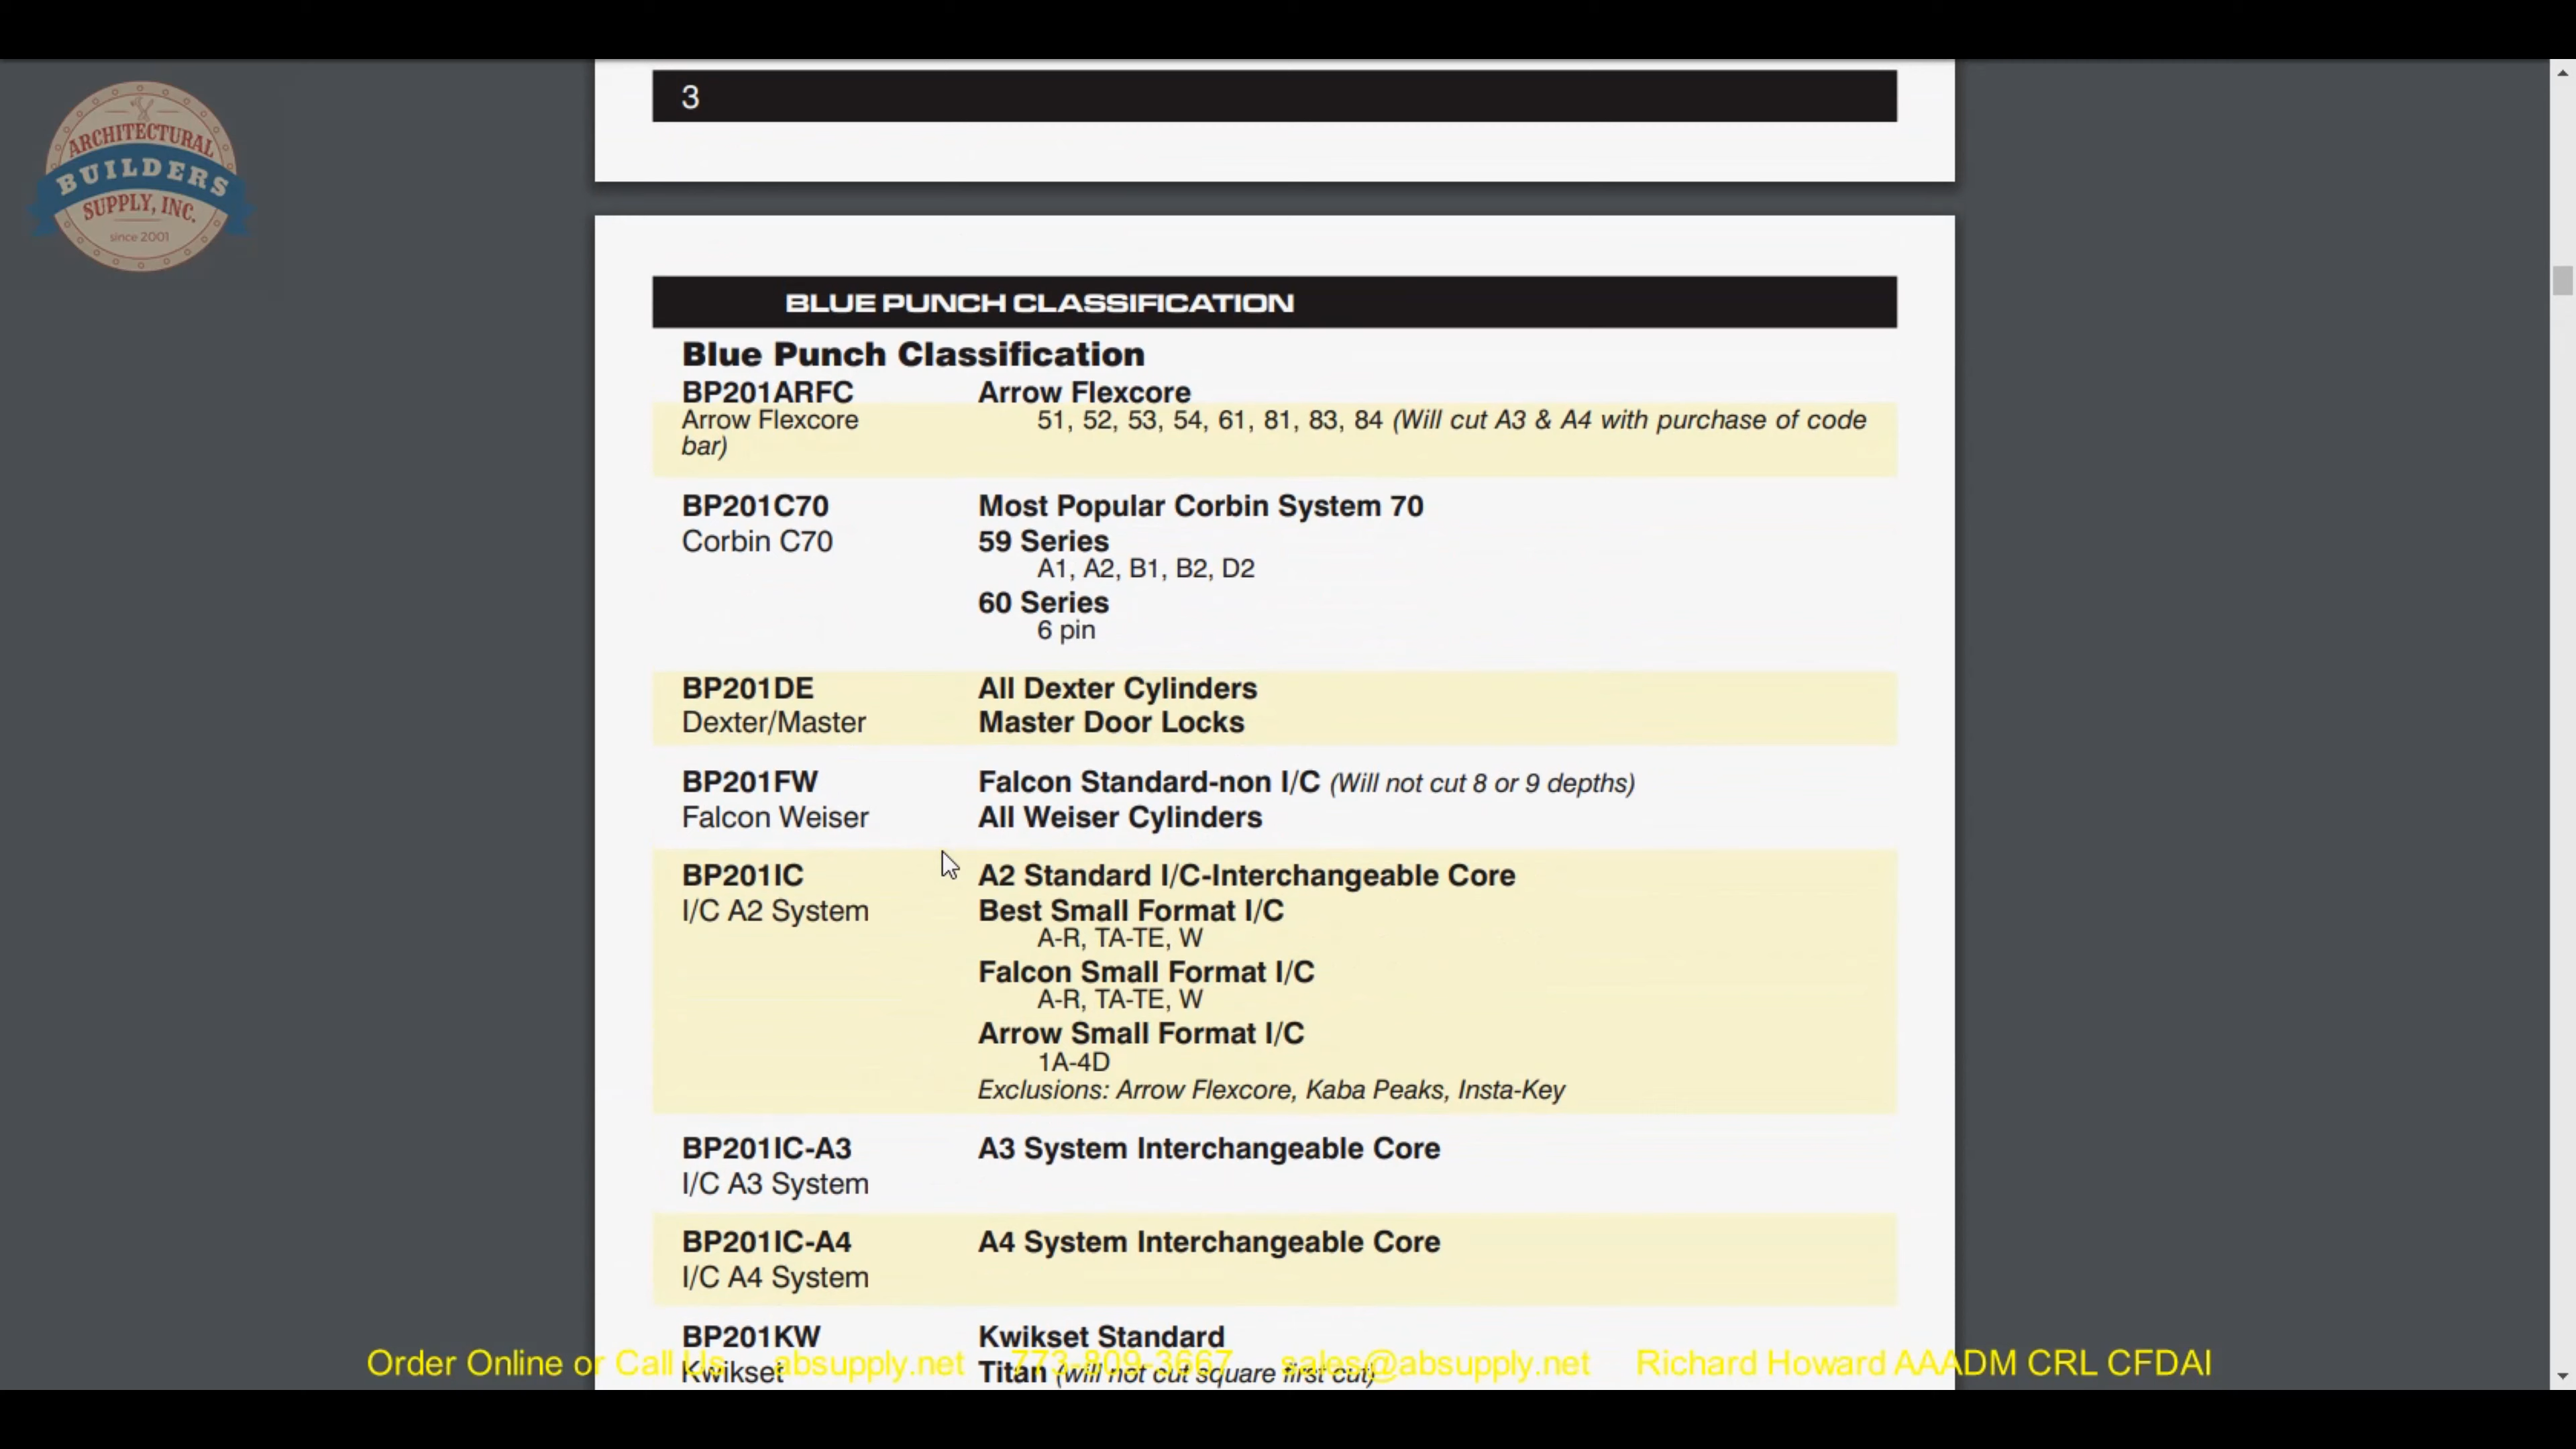 ARCHITECTURAL
BUILDERS
SUPPLY, INC.
since 2001
3
BLUE PUNCH CLASSIFICATION
Blue Punch Classification
BP201ARFC Arrow Flexcore
Arrow Flexcore 51, 52, 53, 54, 61, 81, 83, 84 (Will cut A3 & A4 with purchase of code
bar)
BP201C70 Most Popular Corbin System 70
Corbin C70 59 Series
A1, A2, B1, B2, D2
60 Series
6 pin
BP201DE All Dexter Cylinders
Dexter/Master Master Door Locks
BP201FW Falcon Standard-non I/C (Will not cut 8 or 9 depths)
Falcon Weiser All Weiser Cylinders
BP201IC A2 Standard I/C-Interchangeable Core
I/C A2 System Best Small Format I/C
A-R, TA-TE, W
Falcon Small Format I/C
A-R, TA-TE, W
Arrow Small Format I/C
1A-4D
Exclusions: Arrow Flexcore, Kaba Peaks, Insta-Key
BP201IC-A3 A3 System Interchangeable Core
I/C A3 System
BP201IC-A4 A4 System Interchangeable Core
I/C A4 System
BP201KW Kwikset Standard
Order Online or Call Us absupply.net 773-809-3667 sales@absupply.net Richard Howard AAADM CRL CFDAI
Kwikset Titan (will not cut square first cut)